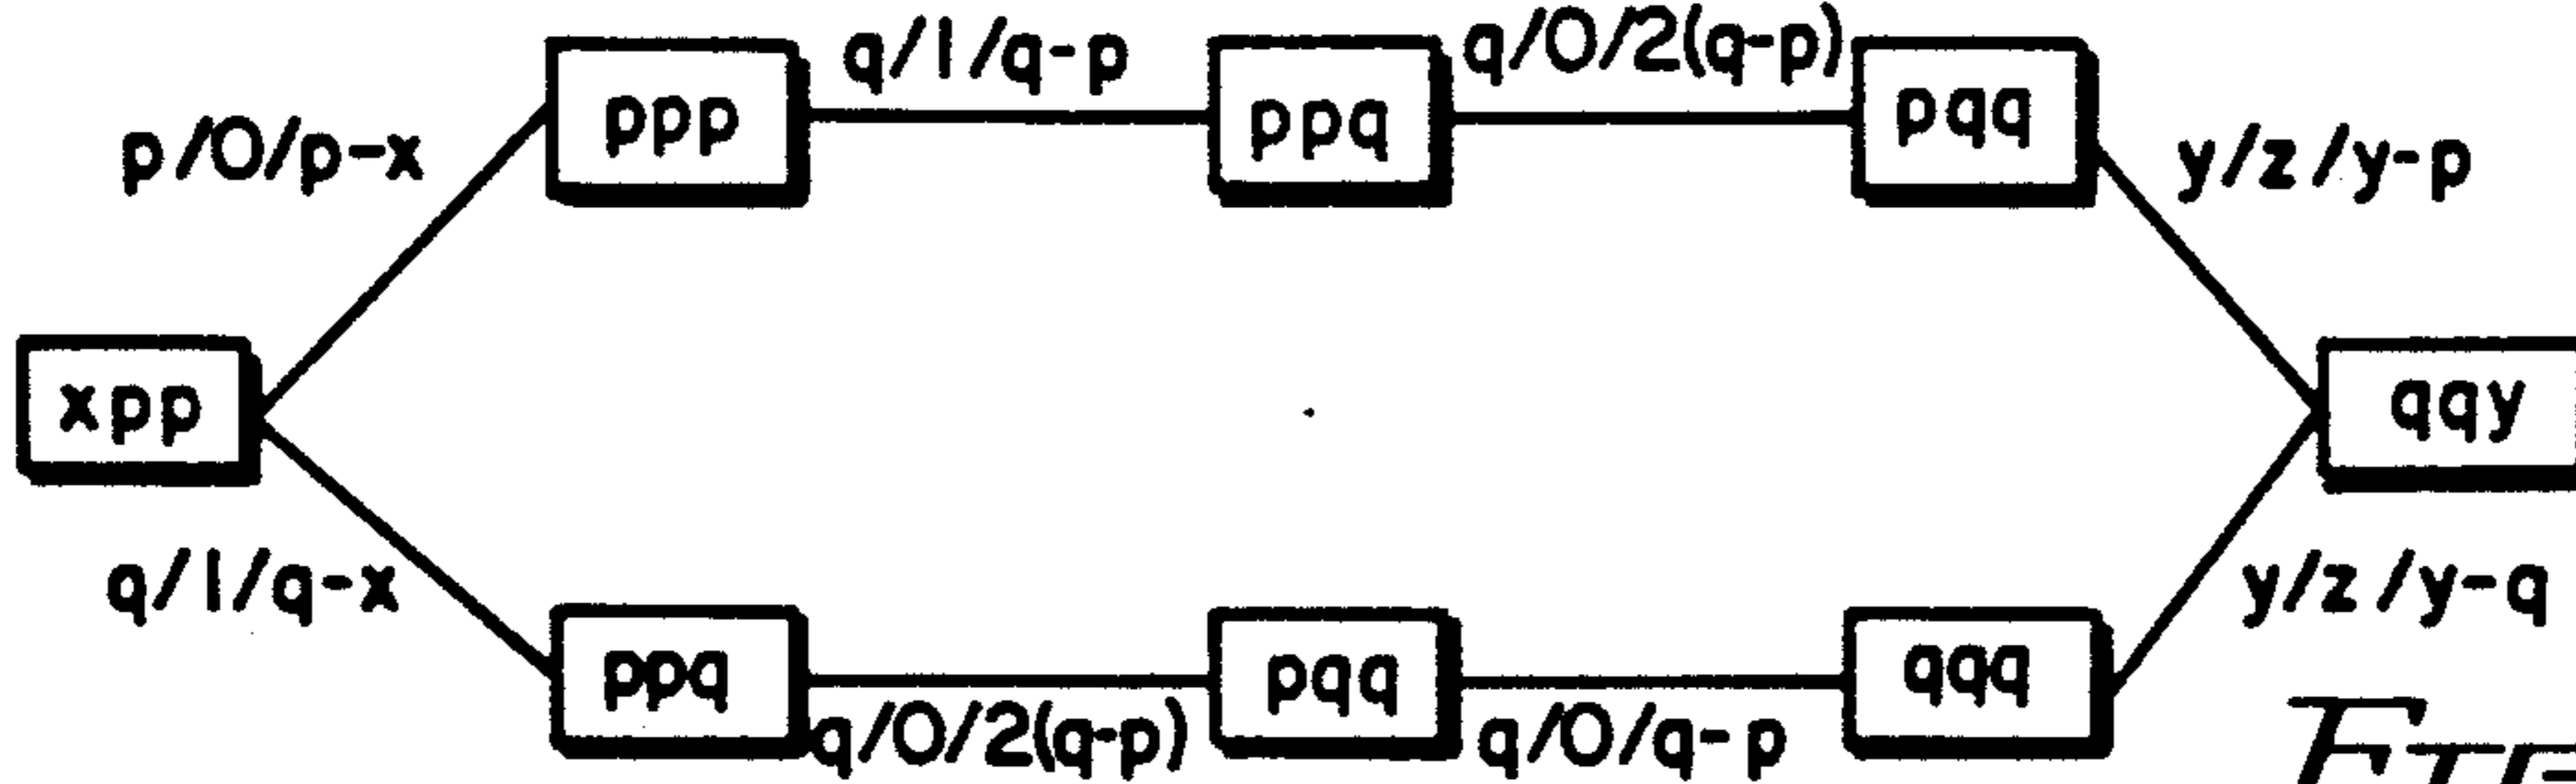 q/1/q-p
q/0/2(q-p)
p/0/p-x
ppp
ppq
pqq
y/z/y-p
xpp
qqy
q/1/q-x
y/z/y-q
ppq
pqq
qqq
q/0/2(q-p)
q/0/q-p